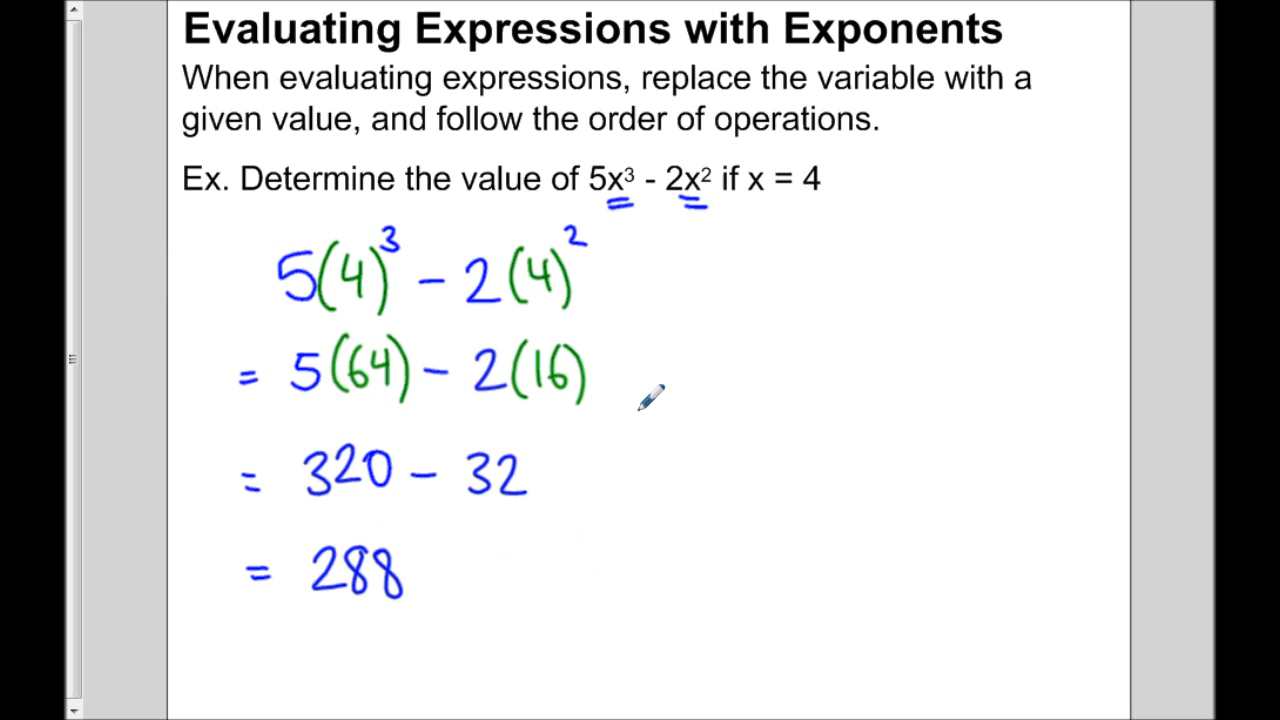 Evaluating Expressions with Exponents
When evaluating expressions, replace the variable with a
given value, and follow the order of operations.
Ex. Determine the value of 5x³ - 2x² if x = 4
5(4)³ - 2(4)²
= 5(64) - 2(16)
= 320 - 32
= 288